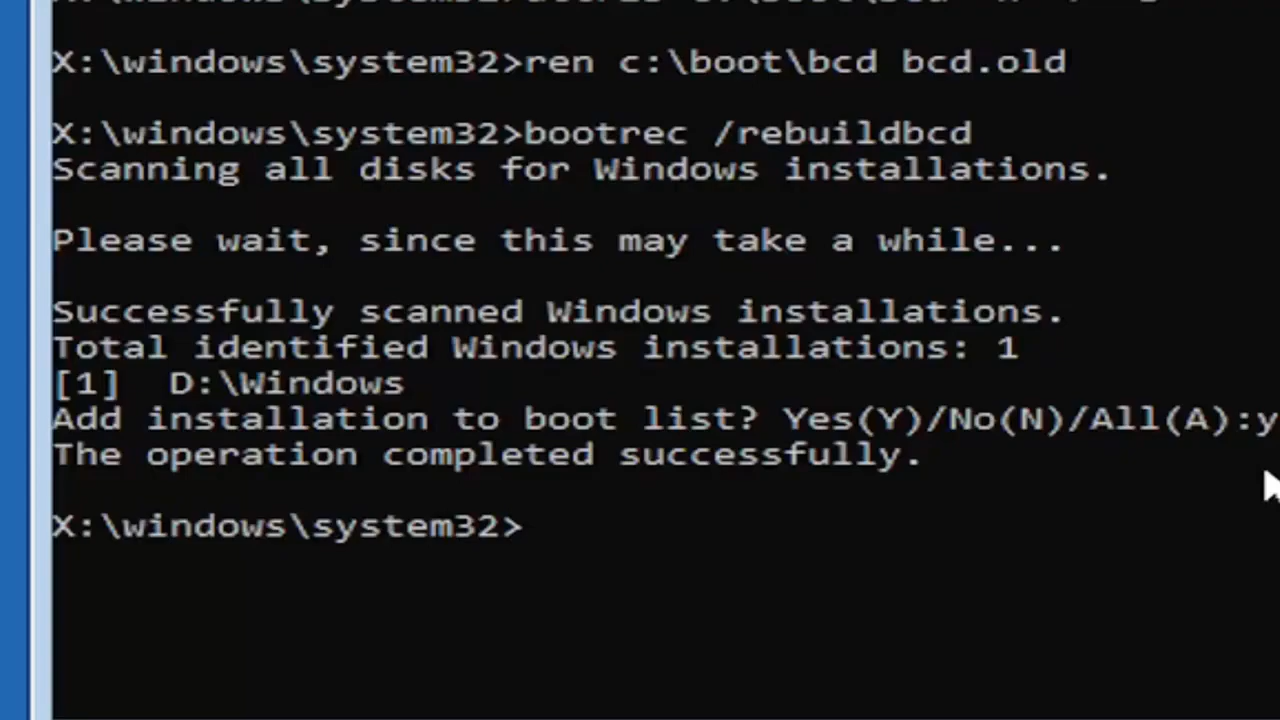 X:\windows\system32>ren c:\boot\bcd bcd.old
X:\windows\system32>bootrec /rebuildbcd
Scanning all disks for Windows installations.
Please wait, since this may take a while...
Successfully scanned Windows installations.
Total identified Windows installations: 1
[1]  D:\Windows
Add installation to boot list? Yes(Y)/No(N)/All(A):y
The operation completed successfully.
X:\windows\system32>